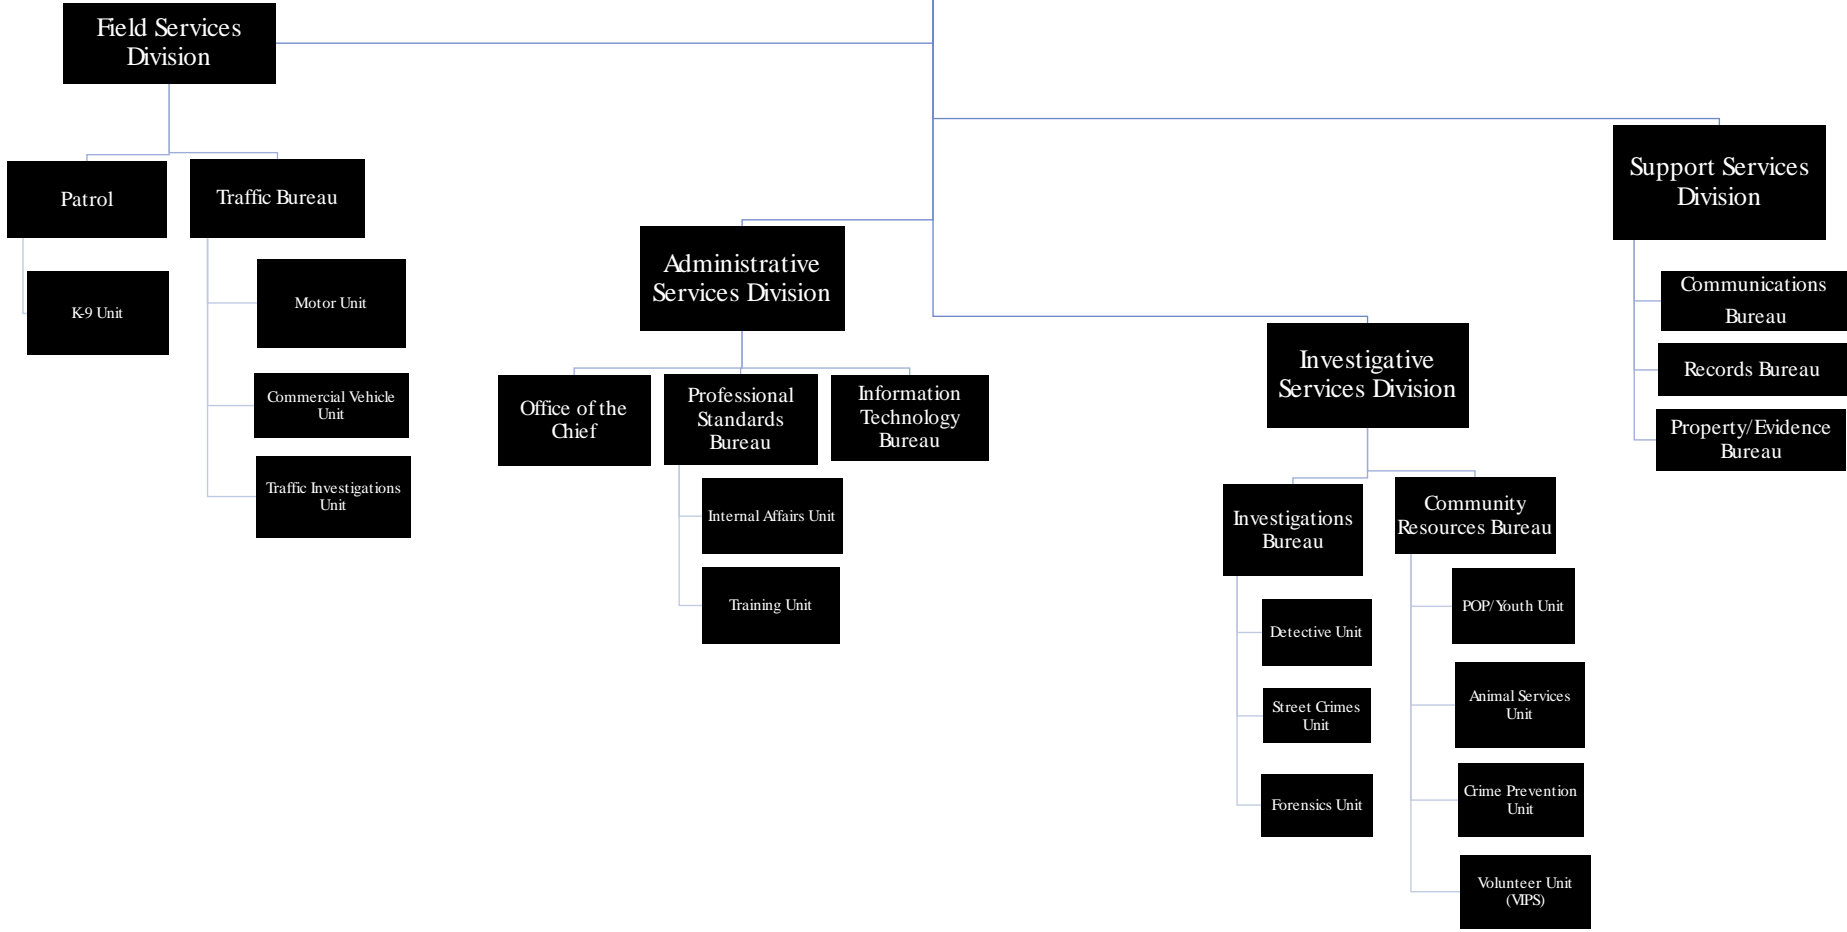 Field Services
Division
Patrol
Traffic Bureau
K-9 Unit
Motor Unit
Commercial Vehicle
Unit
Traffic Investigations
Unit
Administrative
Services Division
Office of the
Chief
Professional
Standards
Bureau
Information
Technology
Bureau
Internal Affairs Unit
Training Unit
Investigative
Services Division
Investigations
Bureau
Community
Resources Bureau
Detective Unit
Street Crimes
Unit
Forensics Unit
POP/Youth Unit
Animal Services
Unit
Crime Prevention
Unit
Volunteer Unit
(VIPS)
Support Services
Division
Communications
Bureau
Records Bureau
Property/Evidence
Bureau